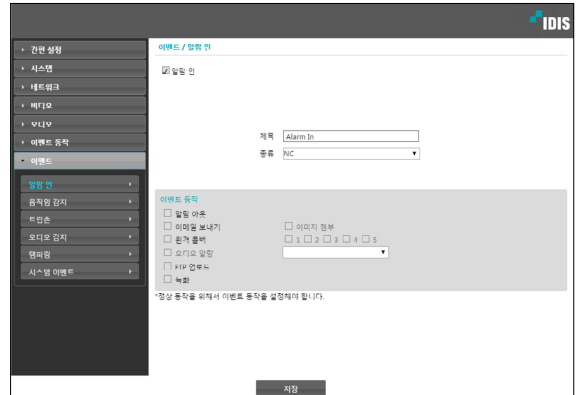 IDIS
간편 설정
시스템
네트워크
비디오
오디오
이벤트 동작
이벤트
알람 인
움직임 감지
트립존
오디오 감지
탬퍼링
시스템 이벤트
이벤트 / 알람 인
알람 인
제목 Alarm In
종류 NC
이벤트 동작
알람 아웃
이메일 보내기 이미지 첨부
원격 콜백 1 2 3 4 5
오디오 알람
FTP 업로드
녹화
*정상 동작을 위해서 이벤트 동작을 설정해야 합니다.
저장